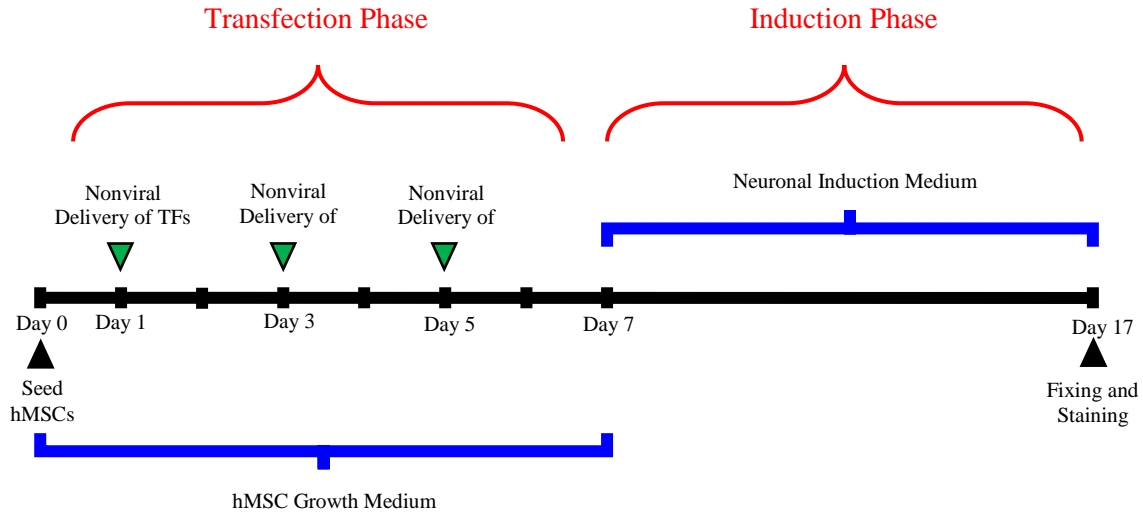 Transfection Phase
Induction Phase
Nonviral
Delivery of TFs
Nonviral
Delivery of
Nonviral
Delivery of
Neuronal Induction Medium
Day 0
Day 1
Day 3
Day 5
Day 7
Day 17
Seed
hMSCs
Fixing and
Staining
hMSC Growth Medium